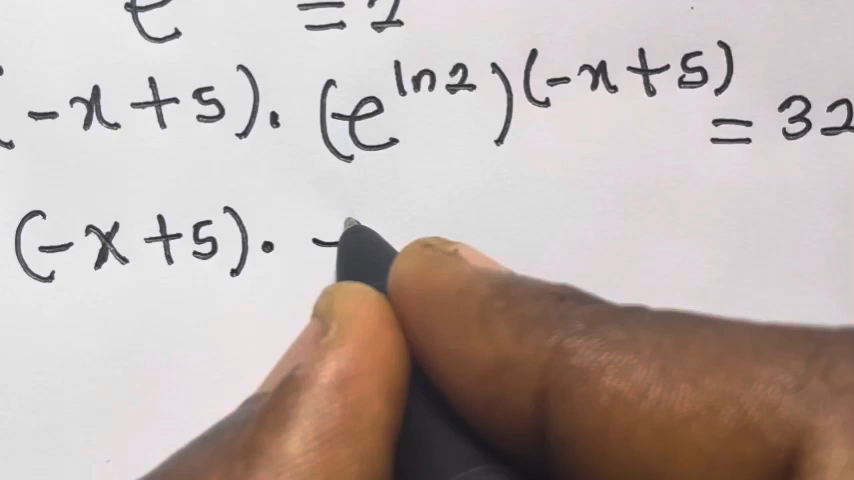 e = 2
(-x+5). (e^ln2)^(-x+5) = 32
(-x+5).